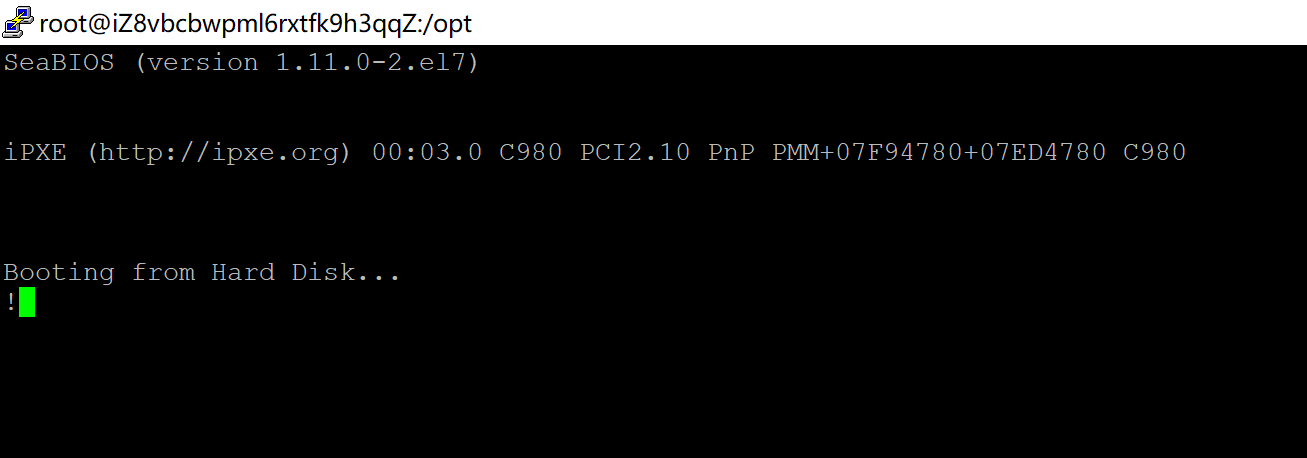 root@iZ8vbcbwpml6rxtfk9h3qqZ:/opt
SeaBIOS (version 1.11.0-2.el7)
iPXE (http://ipxe.org) 00:03.0 C980 PCI2.10 PnP PMM+07F94780+07ED4780 C980
Booting from Hard Disk...
!